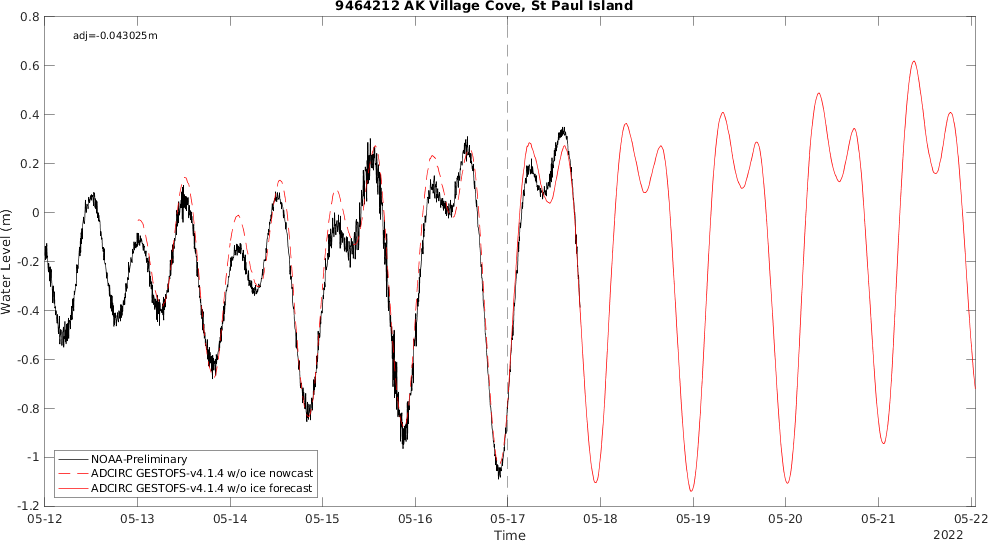 9464212 AK Village Cove, St Paul Island
0.8
adj=-0.043025m
0.6
0.4
0.2
0
-0.2
-0.4
-0.6
-0.8
-1
-1.2
Water Level (m)
NOAA-Preliminary
ADCIRC GESTOFS-v4.1.4 w/o ice nowcast
ADCIRC GESTOFS-v4.1.4 w/o ice forecast
05-12 05-13 05-14 05-15 05-16 05-17 05-18 05-19 05-20 05-21 05-22
Time
2022